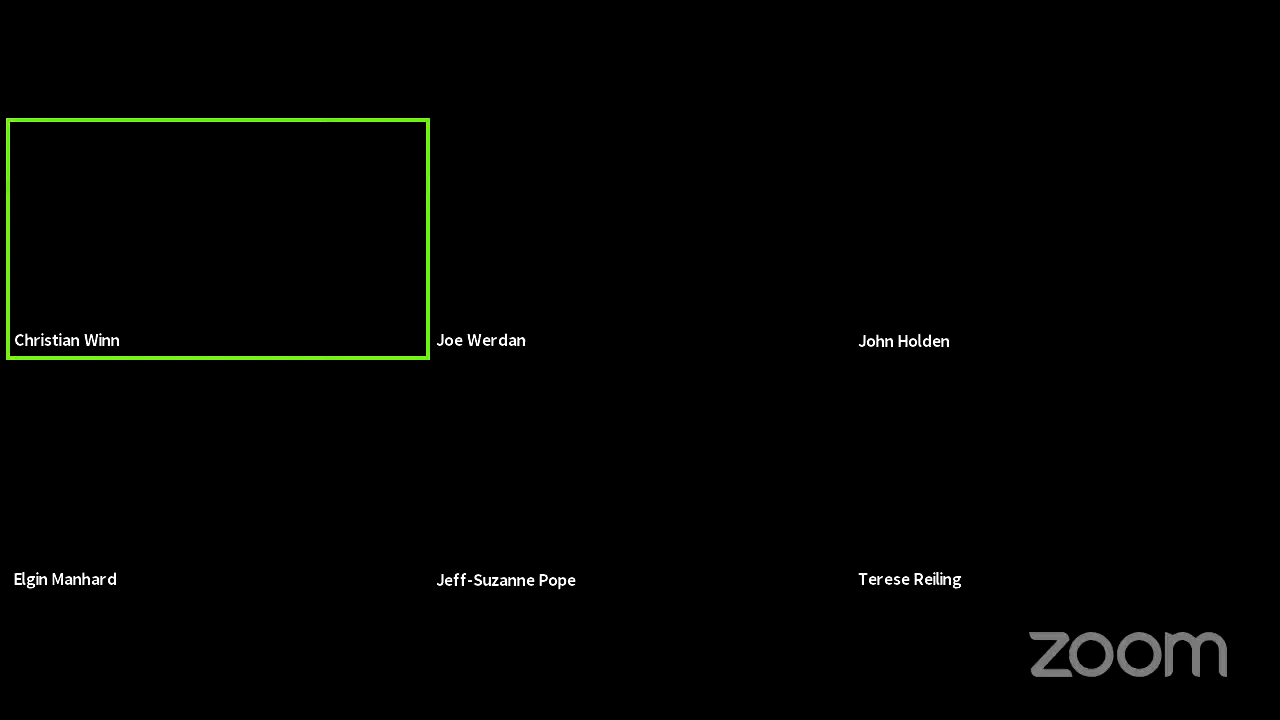 Christian Winn
Joe Werdan
John Holden
Elgin Manhard
Jeff-Suzanne Pope
Terese Reiling
zoom